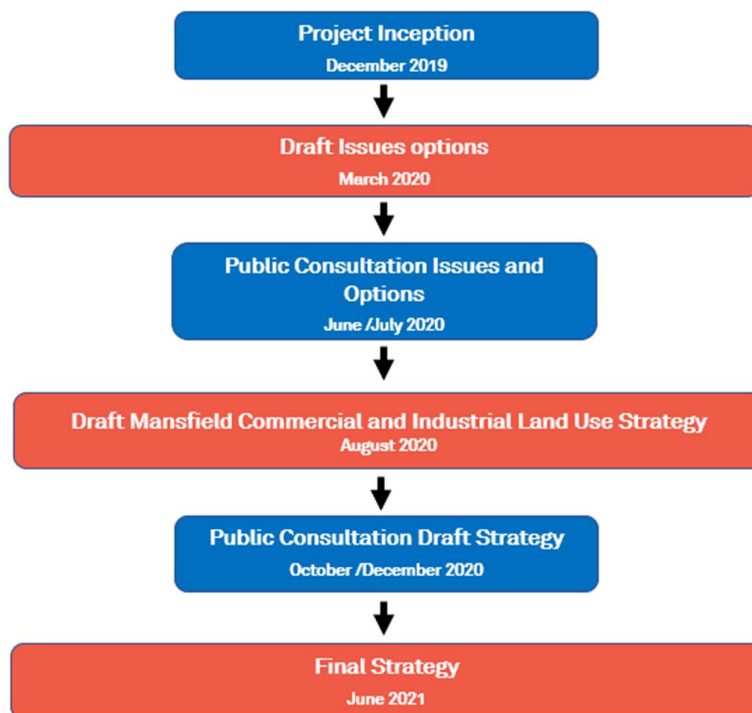 Project Inception
December 2019
Draft Issues options
March 2020
Public Consultation Issues and
Options
June /July 2020
Draft Mansfield Commercial and Industrial Land Use Strategy
August 2020
Public Consultation Draft Strategy
October /December 2020
Final Strategy
June 2021